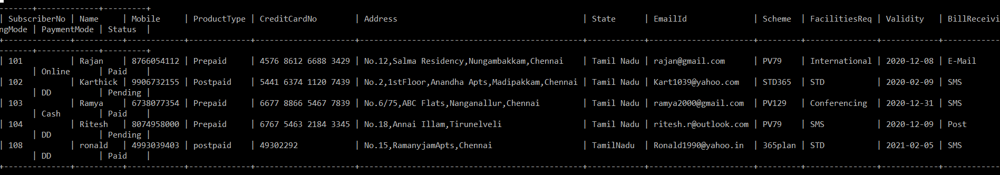 -------+-------------+---------+
| SubscriberNo | Name     | Mobile     | ProductType | CreditCardNo        | Address                                       | State      | EmailId             | Scheme  | FacilitiesReq | Validity   | BillReceivi
ngMode | PaymentMode | Status  |
+--------------+----------+------------+-------------+---------------------+-----------------------------------------------+------------+---------------------+---------+---------------+------------+------------
-------+-------------+---------+
| 101          | Rajan    | 8766054112 | Prepaid     | 4576 8612 6688 3429 | No.12,Salma Residency,Nungambakkam,Chennai    | Tamil Nadu | rajan@gmail.com     | PV79    | International | 2020-12-08 | E-Mail
       | Online      | Paid    |
| 102          | Karthick | 9906732155 | Postpaid    | 5441 6374 1120 7439 | No.2,1stFloor,Anandha Apts,Madipakkam,Chennai | Tamil Nadu | Kart1039@yahoo.com  | STD365  | STD           | 2020-02-09 | SMS
       | DD          | Pending |
| 103          | Ramya    | 6738077354 | Prepaid     | 6677 8866 5467 7839 | No.6/75,ABC Flats,Nanganallur,Chennai         | Tamil Nadu | ramya2000@gmail.com | PV129   | Conferencing  | 2020-12-31 | SMS
       | Cash        | Paid    |
| 104          | Ritesh   | 8074958000 | Prepaid     | 6767 5463 2184 3345 | No.18,Annai Illam,Tirunelveli                 | Tamil Nadu | ritesh.r@outlook.com | PV79    | SMS           | 2020-12-09 | Post
       | DD          | Pending |
| 108          | ronald   | 4993039403 | postpaid    | 49302292            | No.15,RamanyjamApts,Chennai                   | TamilNadu  | Ronald1990@yahoo.in | 365plan | STD           | 2021-02-05 | SMS
       | DD          | Paid    |
+--------------+----------+------------+-------------+---------------------+-----------------------------------------------+------------+---------------------+---------+---------------+------------+------------